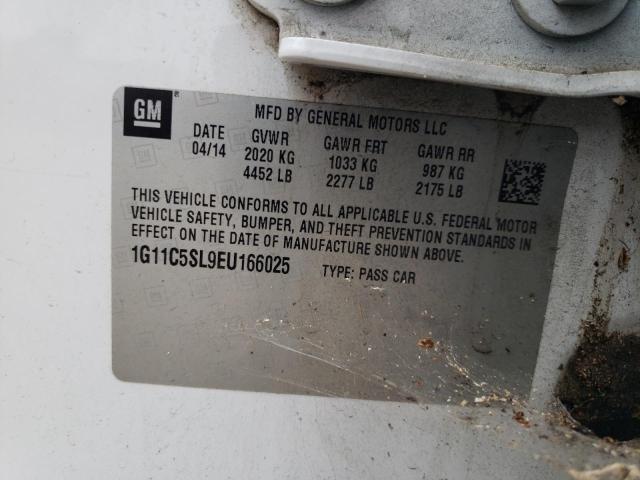 GM
MFD BY GENERAL MOTORS LLC
DATE GVWR GAWR FRT GAWR RR
04/14 2020 KG 1033 KG 987 KG
4452 LB 2277 LB 2175 LB
THIS VEHICLE CONFORMS TO ALL APPLICABLE U.S. FEDERAL MOTOR
VEHICLE SAFETY, BUMPER, AND THEFT PREVENTION STANDARDS IN
EFFECT ON THE DATE OF MANUFACTURE SHOWN ABOVE.
1G11C5SL9EU166025 TYPE: PASS CAR